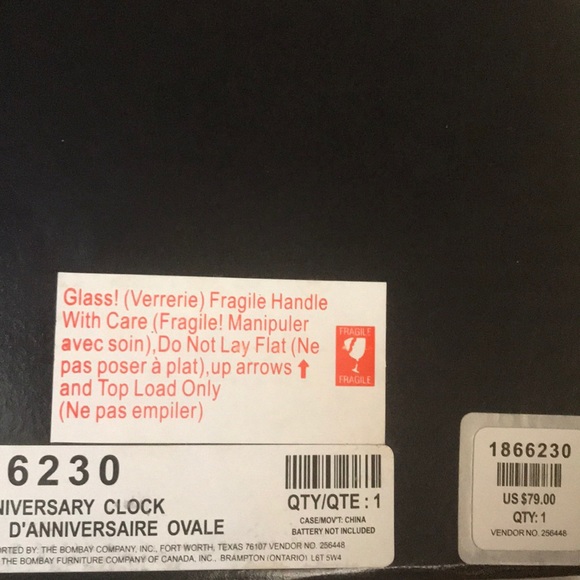 Glass! (Verrerie) Fragile Handle
With Care (Fragile! Manipuler
avec soin),Do Not Lay Flat (Ne
pas poser à plat),up arrows ↑
and Top Load Only
(Ne pas empiler)
FRAGILE
FRAGILE
6230
NIVERSARY CLOCK
D'ANNIVERSAIRE OVALE
QTY/QTE : 1
CASE/MOV'T: CHINA
BATTERY NOT INCLUDED
ORTED BY: THE BOMBAY COMPANY, INC., FORT WORTH, TEXAS 76107 VENDOR NO. 256448
THE BOMBAY FURNITURE COMPANY OF CANADA, INC., BRAMPTON (ONTARIO) L6T 5W4
1866230
US $79.00
QTY: 1
VENDOR NO. 256448